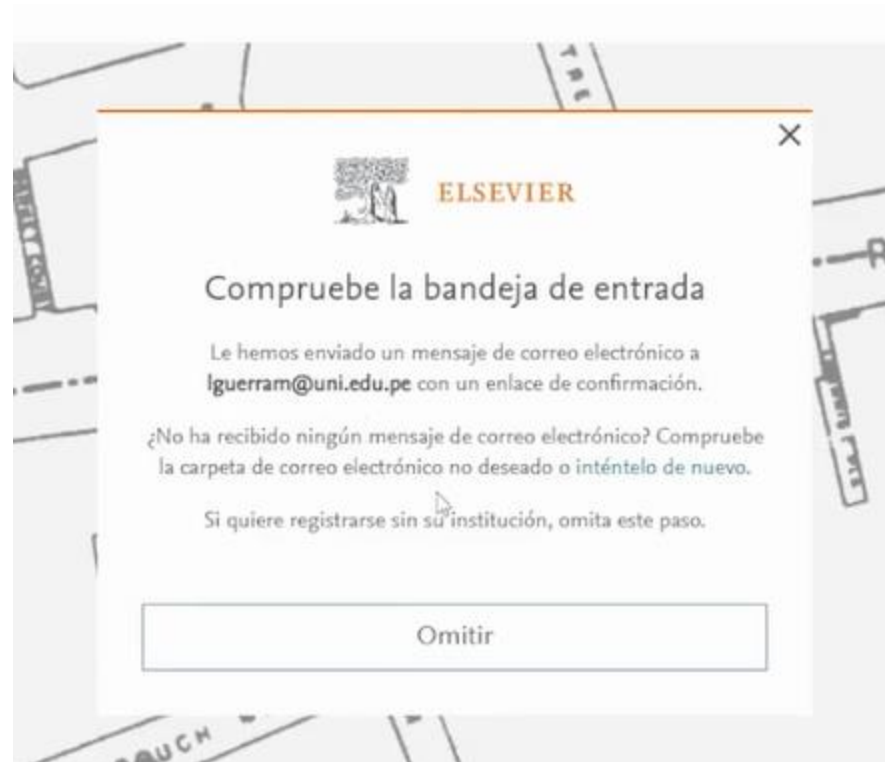 TRE
ELSEVIER
Compruebe la bandeja de entrada
Le hemos enviado un mensaje de correo electrónico a
lguerram@uni.edu.pe con un enlace de confirmación.
¿No ha recibido ningún mensaje de correo electrónico? Compruebe
la carpeta de correo electrónico no deseado o inténtelo de nuevo.
Si quiere registrarse sin su institución, omita este paso.
Omitir